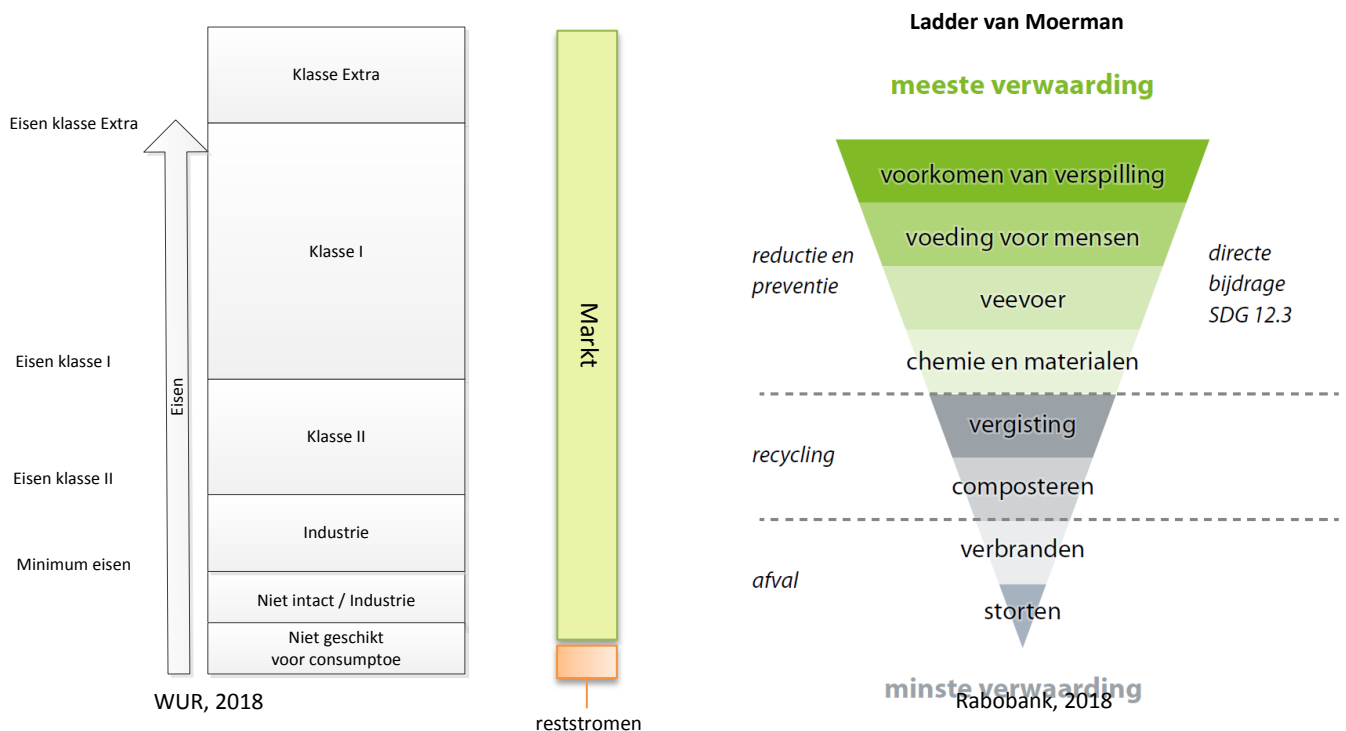 Klasse Extra
Eisen klasse Extra
Klasse I
Eisen klasse I
Eisen
Klasse II
Eisen klasse II
Industrie
Minimum eisen
Niet intact / Industrie
Niet geschikt
voor consumptoe
WUR, 2018
Markt
reststromen
Ladder van Moerman
meeste verwaarding
voorkomen van verspilling
voeding voor mensen
reductie en
preventie
directe
bijdrage
SDG 12.3
veevoer
chemie en materialen
vergisting
recycling
composteren
verbranden
afval
storten
minste verwaarding
Rabobank, 2018